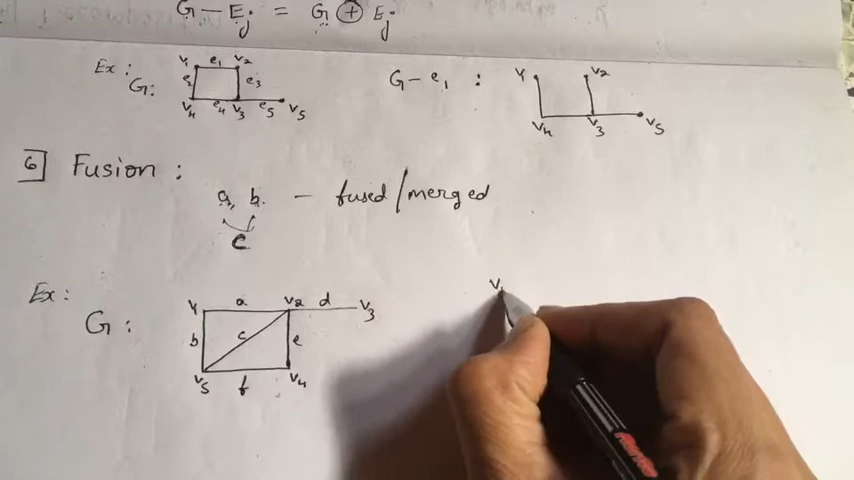 G - Ej = G ⊕ Ej
Ex: G: v1 e1 v2 e2 e3 v4 e4 v3 e5 v5 G - e1 : v1 v2 v4 v3 v5
6 Fusion :
a, b - fused/merged
c
Ex: G: v1 a v2 d v3 b c e v5 f v4
v1